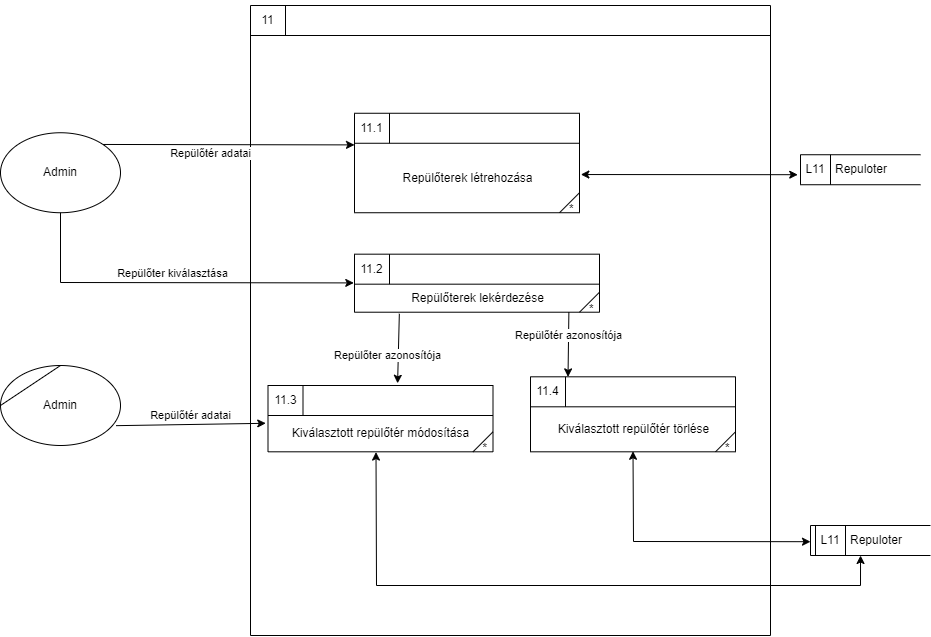 11
11.1
Repülőtér adatai
Admin
Repülőterek létrehozása
*
L11
Repuloter
11.2
Repülőter kiválasztása
Repülőterek lekérdezése
*
Repülőter azonosítója
Repülőtér azonosítója
Admin
11.3
11.4
Repülőtér adatai
Kiválasztott repülőtér módosítása
*
Kiválasztott repülőtér törlése
*
L11
Repuloter